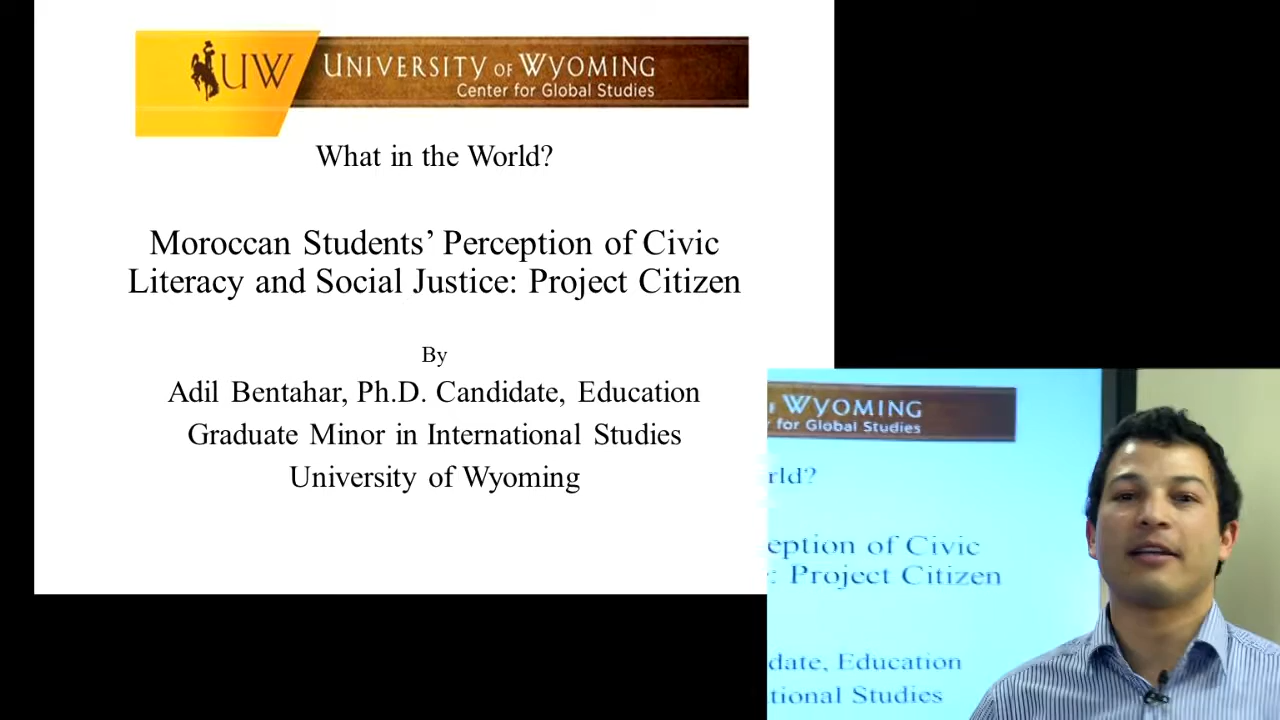 UW UNIVERSITY OF WYOMING
Center for Global Studies
What in the World?
Moroccan Students’ Perception of Civic
Literacy and Social Justice: Project Citizen
By
Adil Bentahar, Ph.D. Candidate, Education
Graduate Minor in International Studies
University of Wyoming
WYOMING
for Global Studies
rld?
eption of Civic
: Project Citizen
date, Education
tional Studies